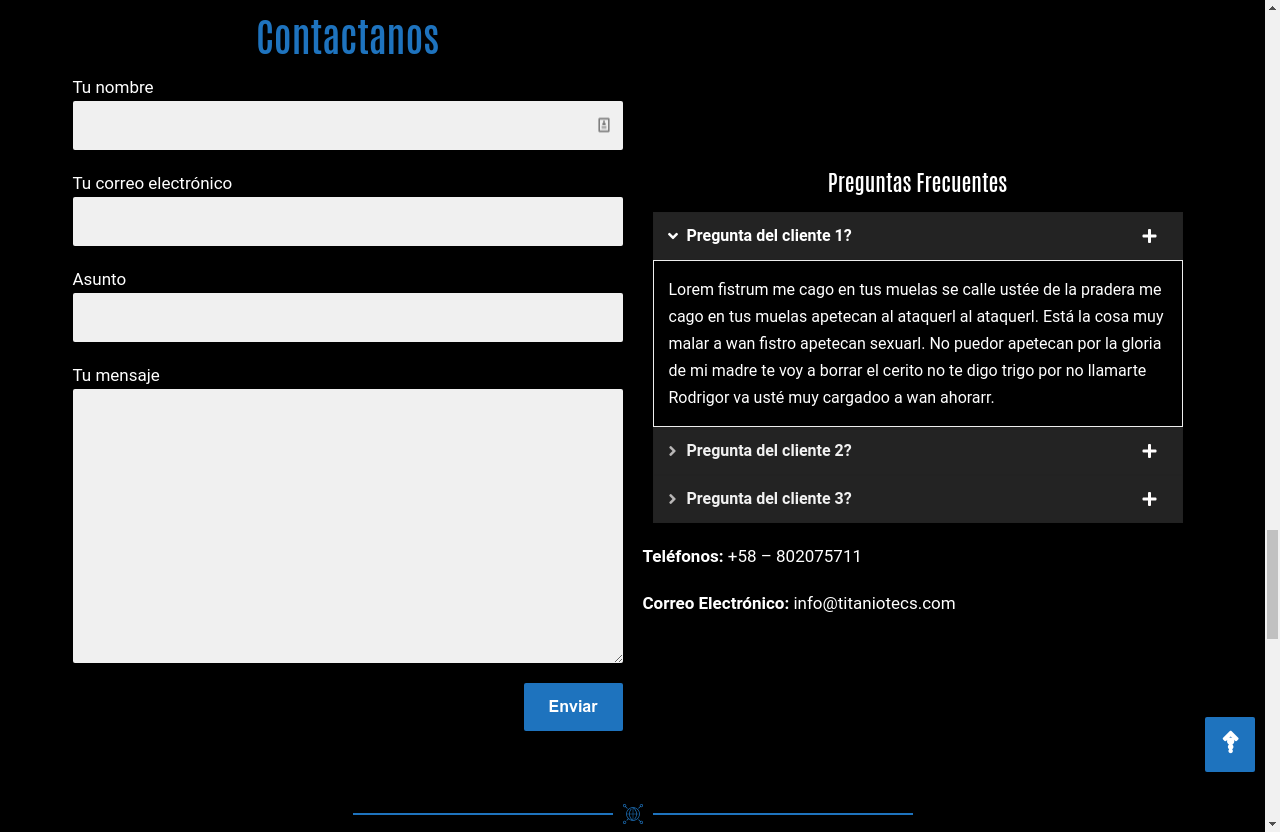 Contactanos
Tu nombre
Tu correo electrónico
Asunto
Tu mensaje
Enviar
Preguntas Frecuentes
Pregunta del cliente 1?
Lorem fistrum me cago en tus muelas se calle ustée de la pradera me
cago en tus muelas apetecan al ataquerl al ataquerl. Está la cosa muy
malar a wan fistro apetecan sexuarl. No puedor apetecan por la gloria
de mi madre te voy a borrar el cerito no te digo trigo por no llamarte
Rodrigor va usté muy cargadoo a wan ahorarr.
Pregunta del cliente 2?
Pregunta del cliente 3?
Teléfonos: +58 – 802075711
Correo Electrónico: info@titaniotecs.com